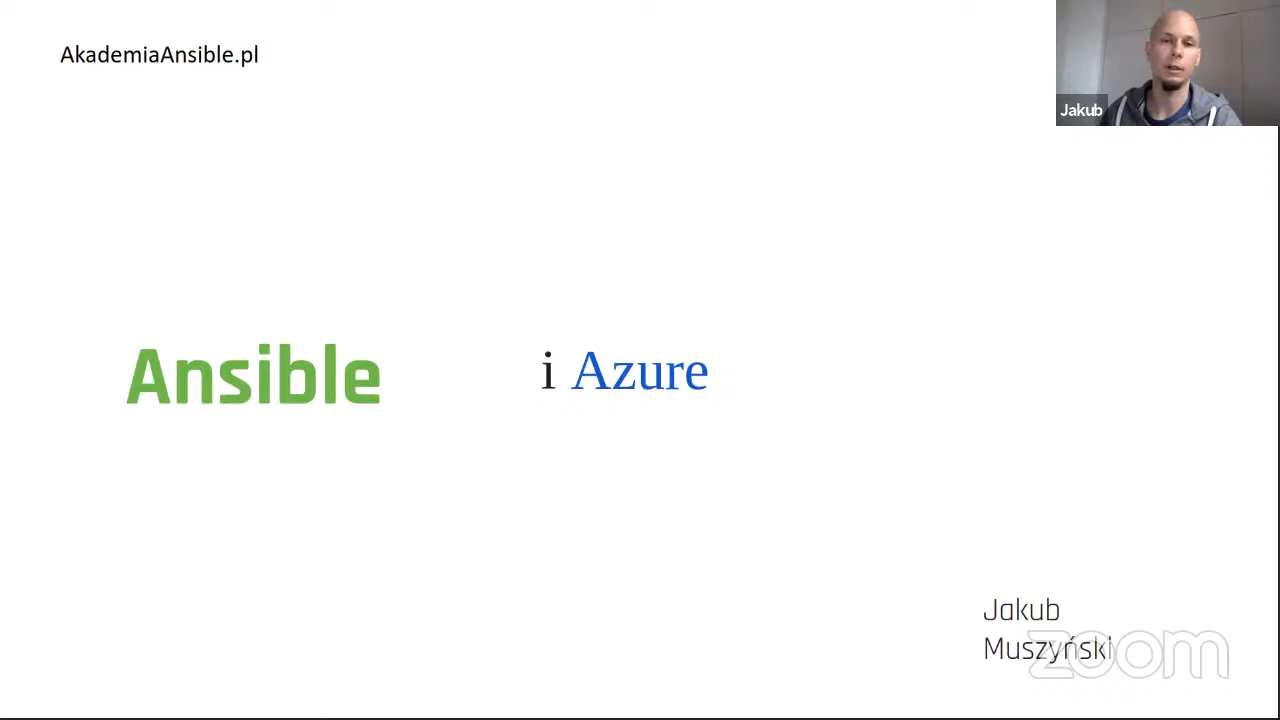 AkademiaAnsible.pl
Jakub
Ansible i Azure
Jakub
Muszyński
zoom